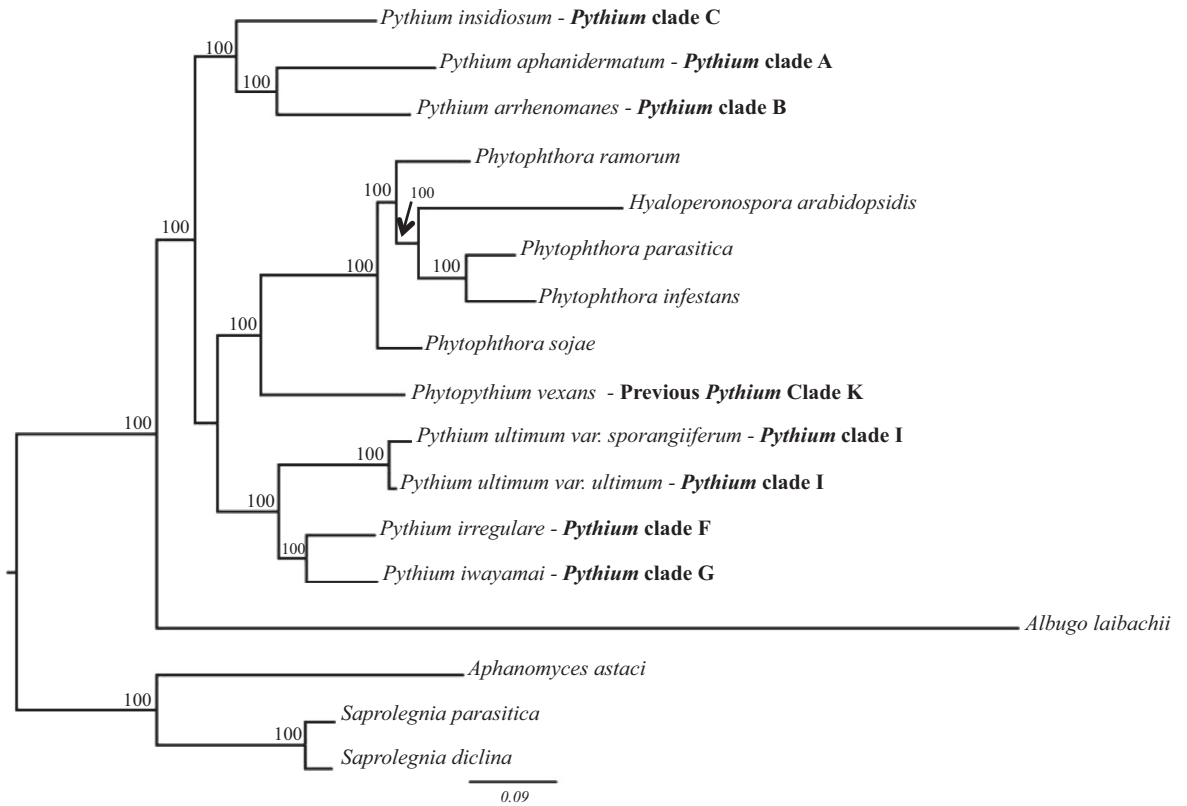 Pythium insidiosum - Pythium clade C
100
Pythium aphanidermatum - Pythium clade A
100
Pythium arrhenomanes - Pythium clade B
Phytophthora ramorum
100
100
Hyaloperonospora arabidopsidis
100
Phytophthora parasitica
100
100
Phytophthora infestans
100
Phytophthora sojae
Phytopythium vexans - Previous Pythium Clade K
100
Pythium ultimum var. sporangiiferum - Pythium clade I
100
Pythium ultimum var. ultimum - Pythium clade I
100
Pythium irregulare - Pythium clade F
100
Pythium iwayamai - Pythium clade G
Albugo laibachii
Aphanomyces astaci
100
Saprolegnia parasitica
100
Saprolegnia diclina
0.09